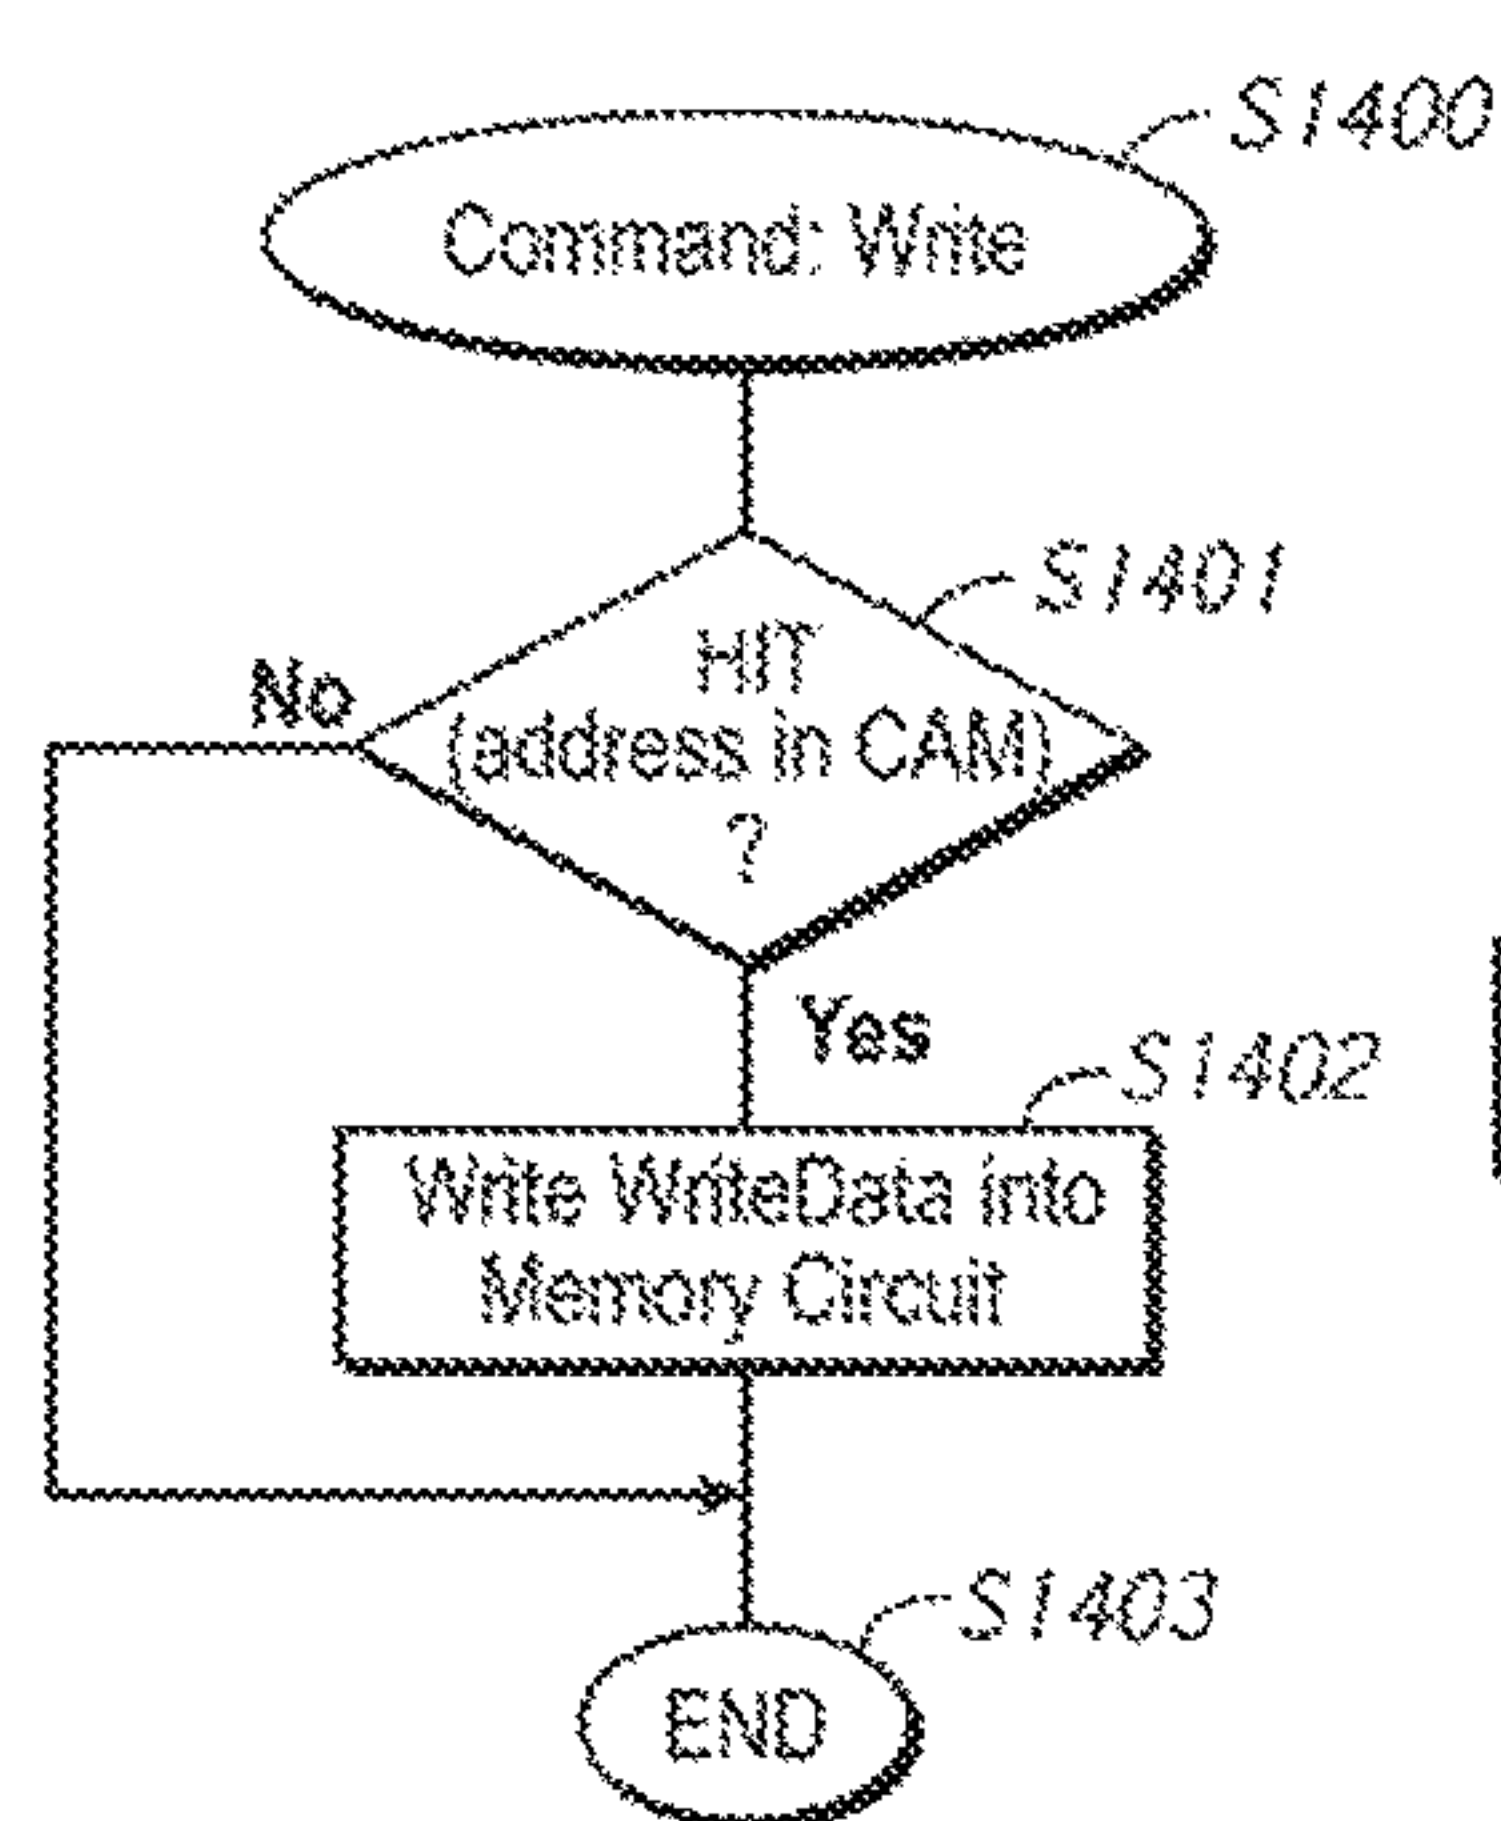 S1400
Command: Write
S1401
HIT
(address in CAM)
?
No
Yes
S1402
Write WriteData into
Memory Circuit
S1403
END